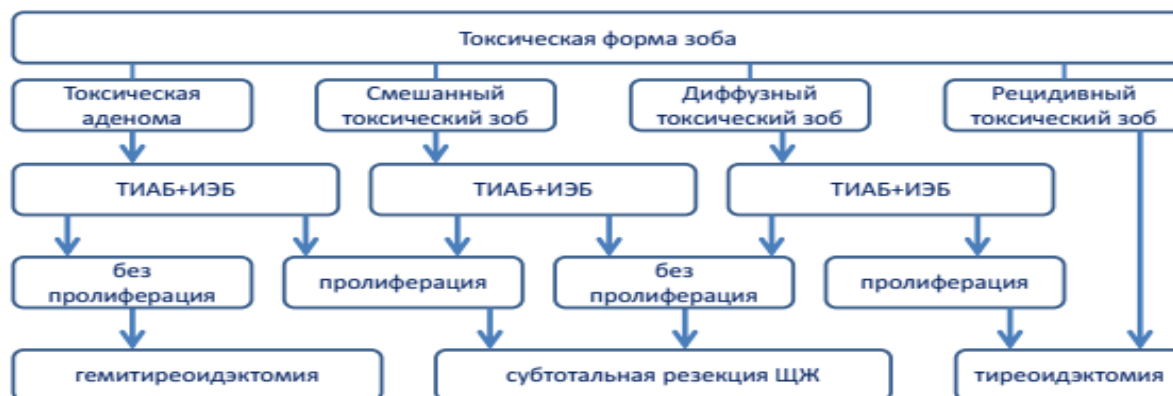 Токсическая форма зоба
Токсическая
аденома
Смешанный
токсический зоб
Диффузный
токсический зоб
Рецидивный
токсический зоб
ТИАБ+ИЭБ
ТИАБ+ИЭБ
ТИАБ+ИЭБ
без
пролиферация
пролиферация
без
пролиферация
пролиферация
гемитиреоидэктомия
субтотальная резекция ЩЖ
тиреоидэктомия